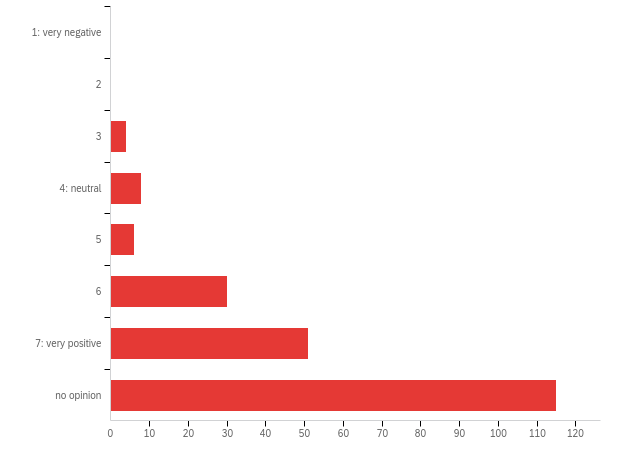 1: very negative
2
3
4: neutral
5
6
7: very positive
no opinion
0 10 20 30 40 50 60 70 80 90 100 110 120